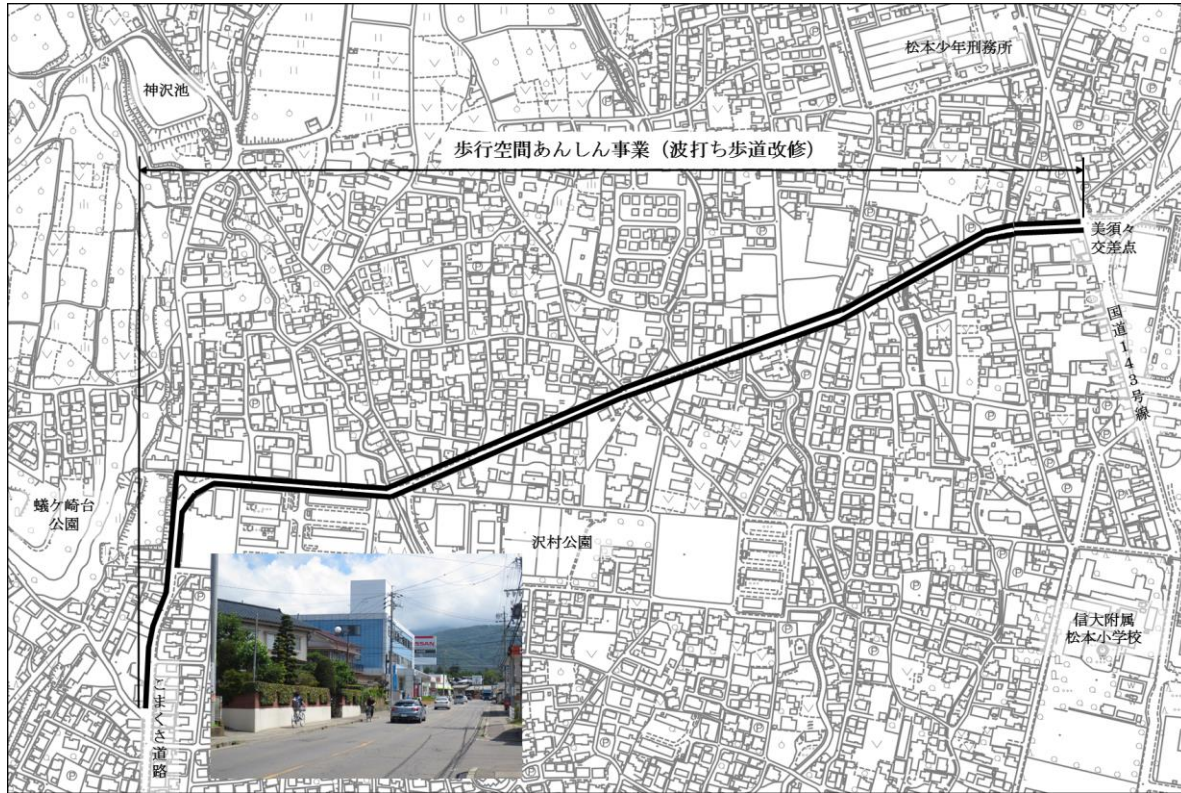 松本少年刑務所
神沢池
歩行空間あんしん事業（波打ち歩道改修）
美須々
交差点
国道143号線
蟻ケ崎台
公園
沢村公園
信大附属
松本小学校
こまくさ道路
NISSAN